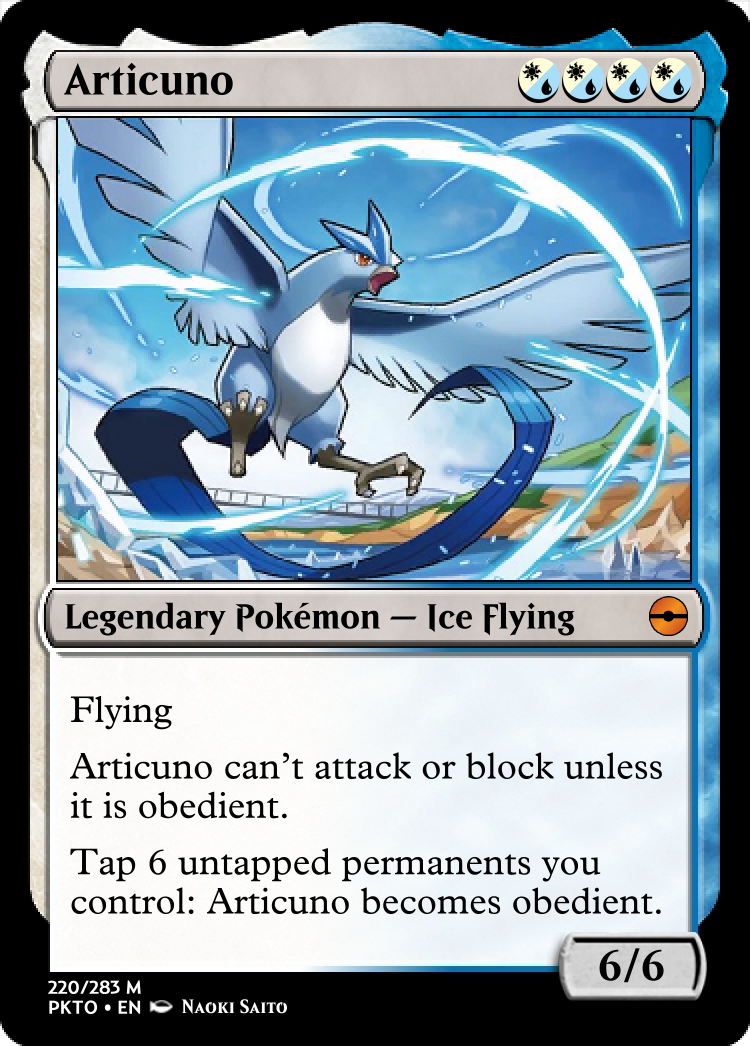 Articuno
Legendary Pokémon — Ice Flying
Flying
Articuno can't attack or block unless
it is obedient.
Tap 6 untapped permanents you
control: Articuno becomes obedient.
6/6
220/283 M
PKTO • EN Naoki Saito